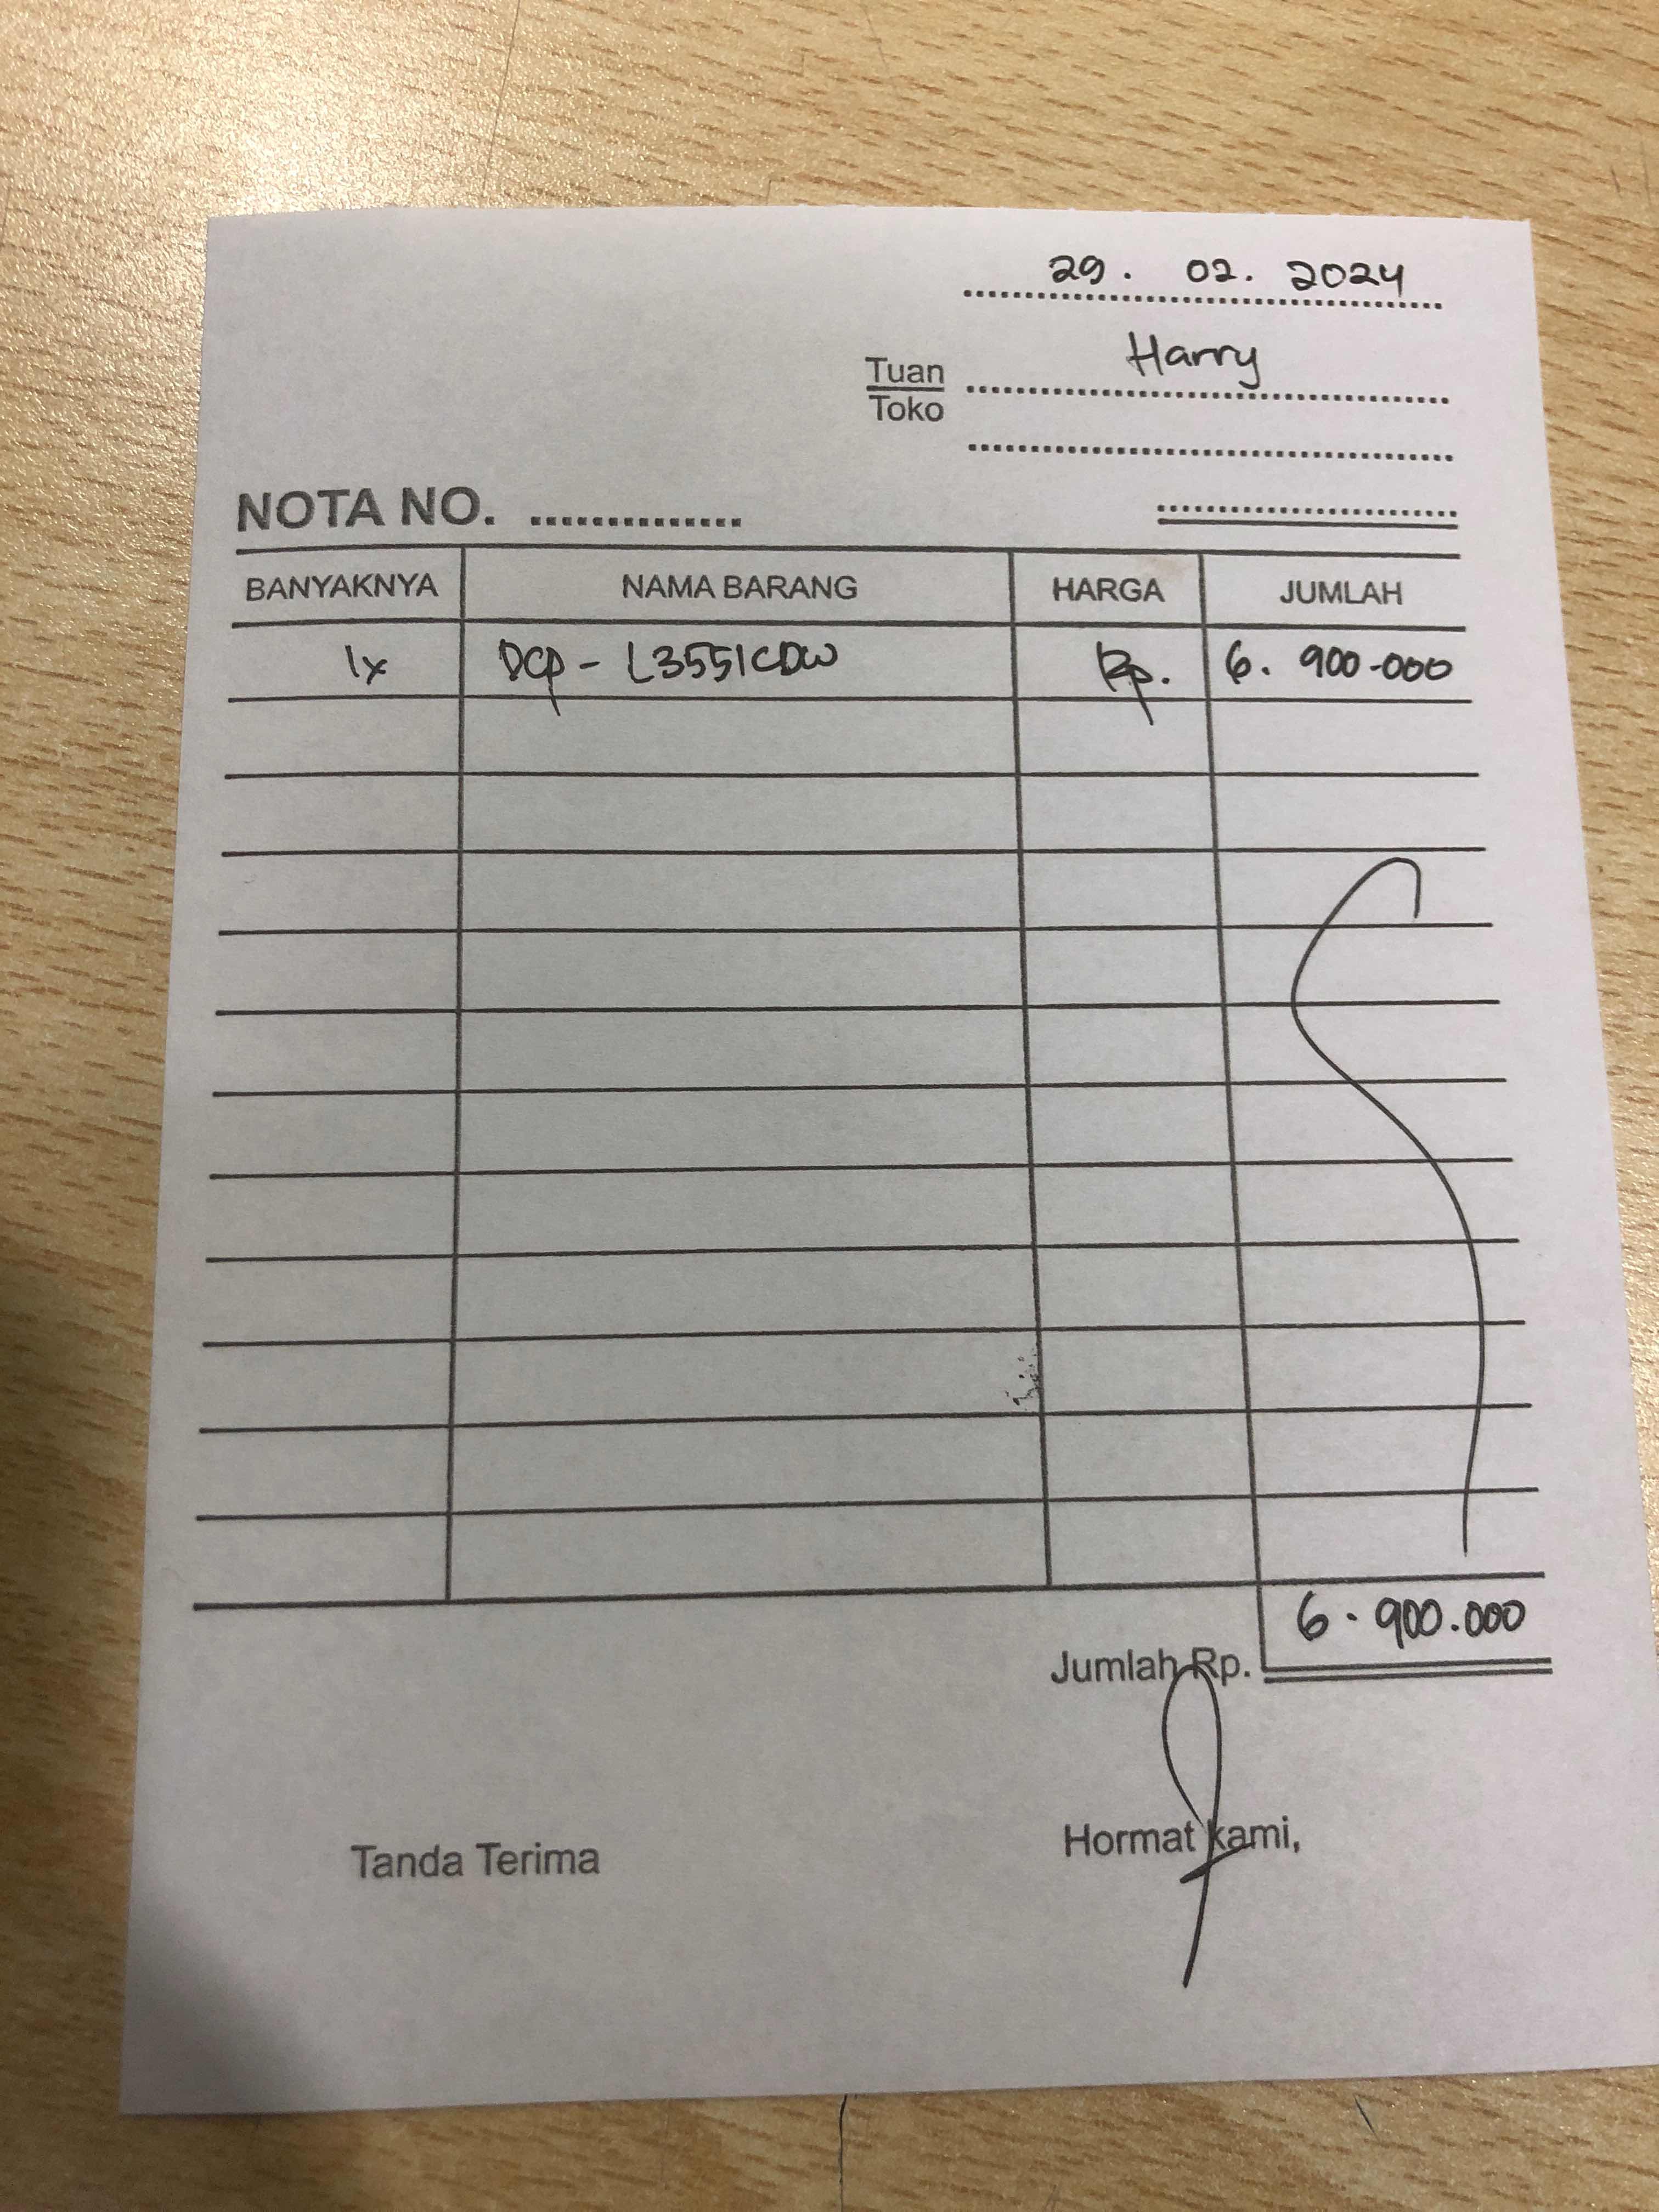 29. 02. 2024
Tuan Harry
Toko
NOTA NO. ..............
BANYAKNYA NAMA BARANG HARGA JUMLAH
1x DCP - L3551CDW Rp. 6. 900-000
Jumlah Rp. 6. 900.000
Tanda Terima Hormat kami,